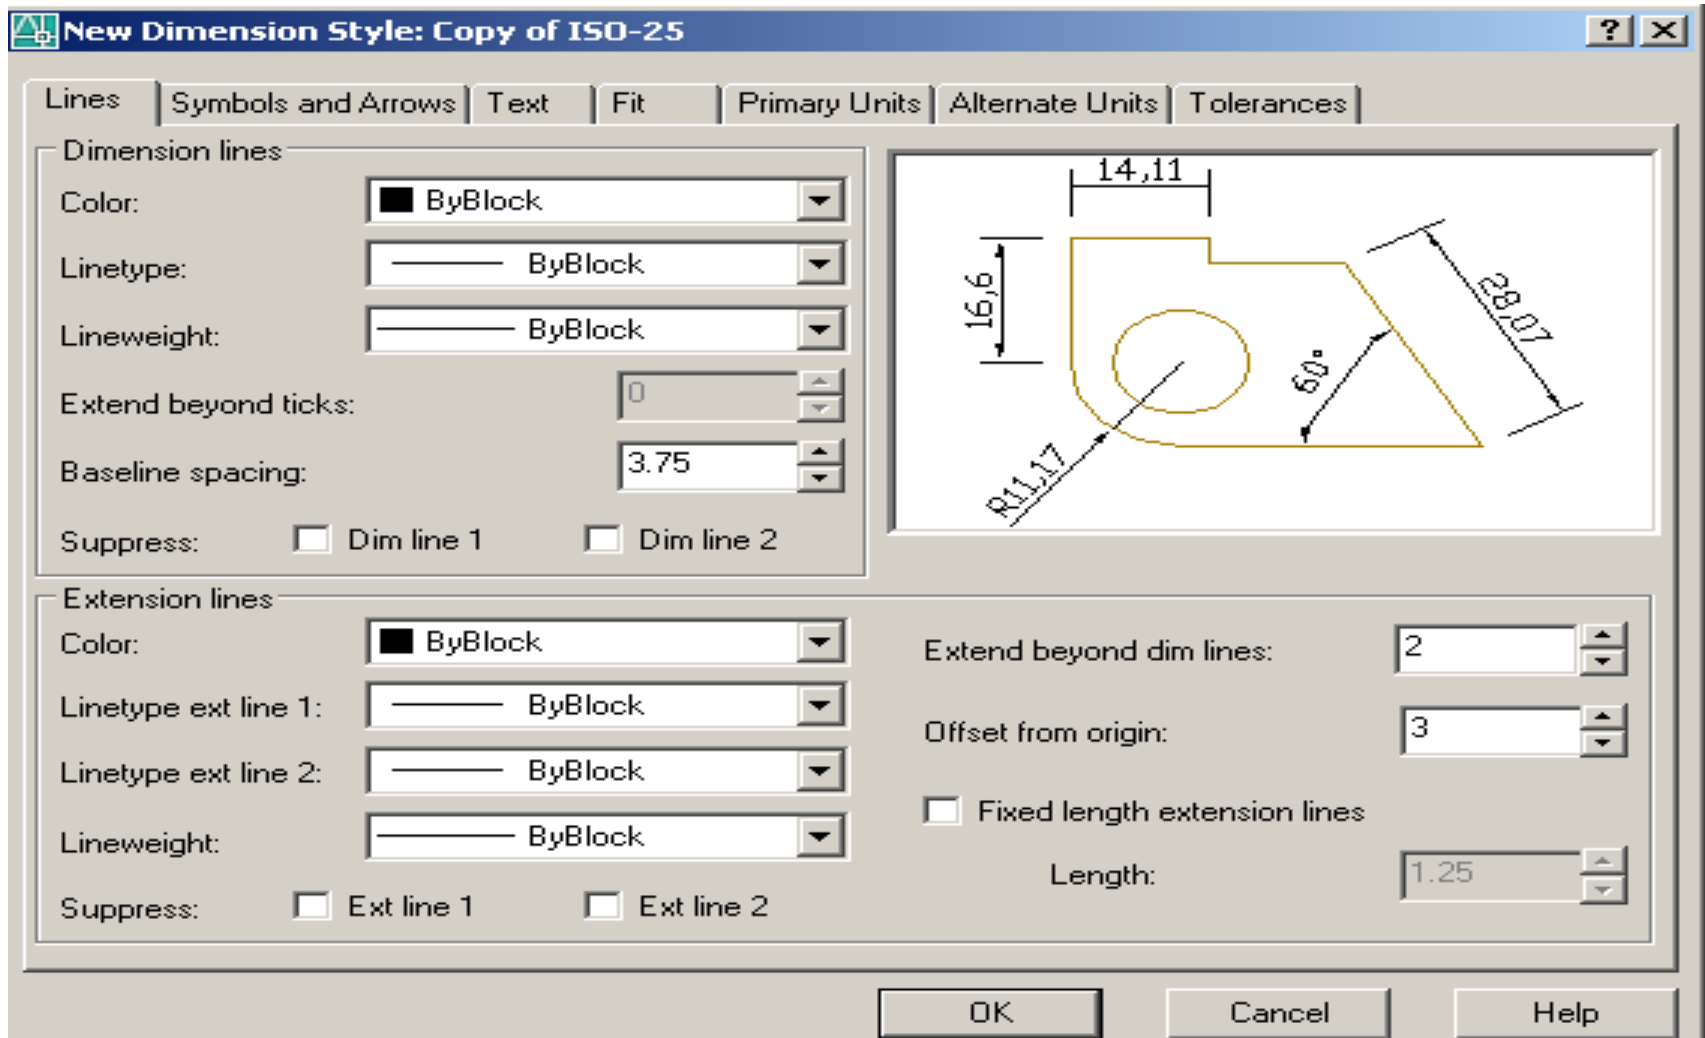 New Dimension Style: Copy of ISO-25
Lines Symbols and Arrows Text Fit Primary Units Alternate Units Tolerances
Dimension lines
Color: ByBlock
Linetype: ByBlock
Lineweight: ByBlock
Extend beyond ticks: 0
Baseline spacing: 3.75
Suppress: Dim line 1 Dim line 2
14,11
16,6
28,07
60°
R11,17
Extension lines
Color: ByBlock
Linetype ext line 1: ByBlock
Linetype ext line 2: ByBlock
Lineweight: ByBlock
Suppress: Ext line 1 Ext line 2
Extend beyond dim lines: 2
Offset from origin: 3
Fixed length extension lines
Length: 1.25
OK Cancel Help